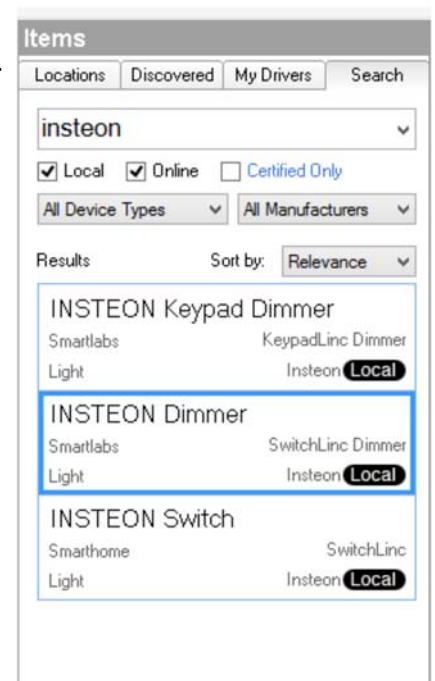 Items
Locations Discovered My Drivers Search
insteon
Local Online Certified Only
All Device Types All Manufacturers
Results Sort by: Relevance
INSTEON Keypad Dimmer
Smartlabs KeypadLinc Dimmer
Light Insteon Local
INSTEON Dimmer
Smartlabs SwitchLinc Dimmer
Light Insteon Local
INSTEON Switch
Smarthome SwitchLinc
Light Insteon Local